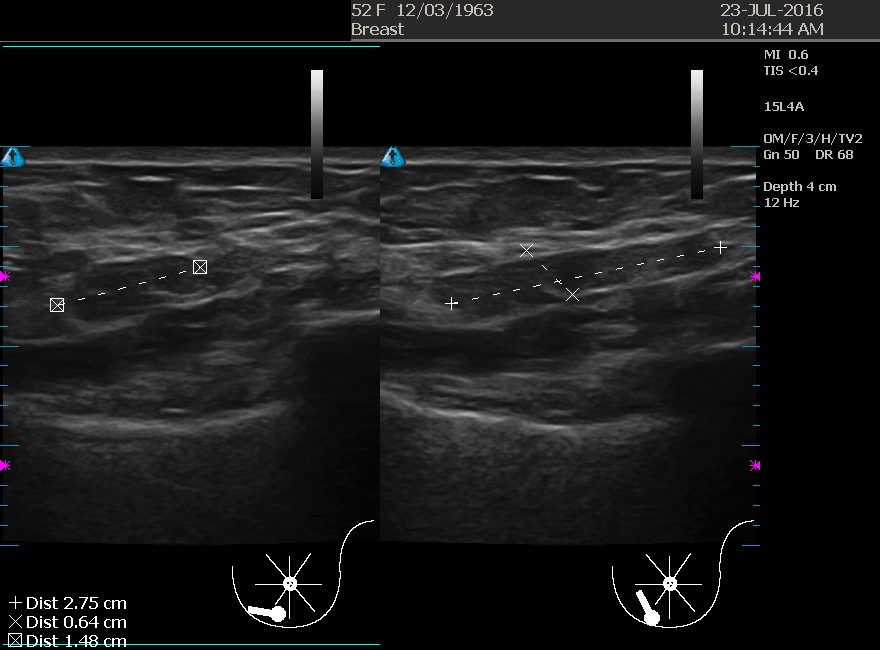 52 F 12/03/1963
23-JUL-2016
Breast
10:14:44 AM
MI 0.6
TIS <0.4
15L4A
OM/F/3/H/TV2
Gn 50 DR 68
Depth 4 cm
12 Hz
Dist 2.75 cm
Dist 0.64 cm
Dist 1.48 cm